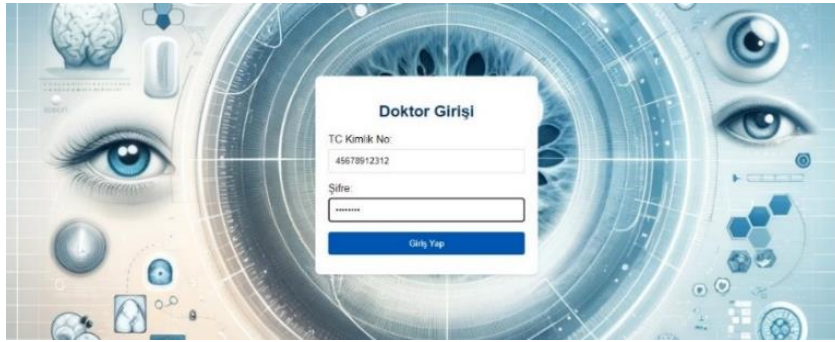 Doktor Girişi
TC Kimlik No:
45678912312
Şifre:
••••••••
Giriş Yap